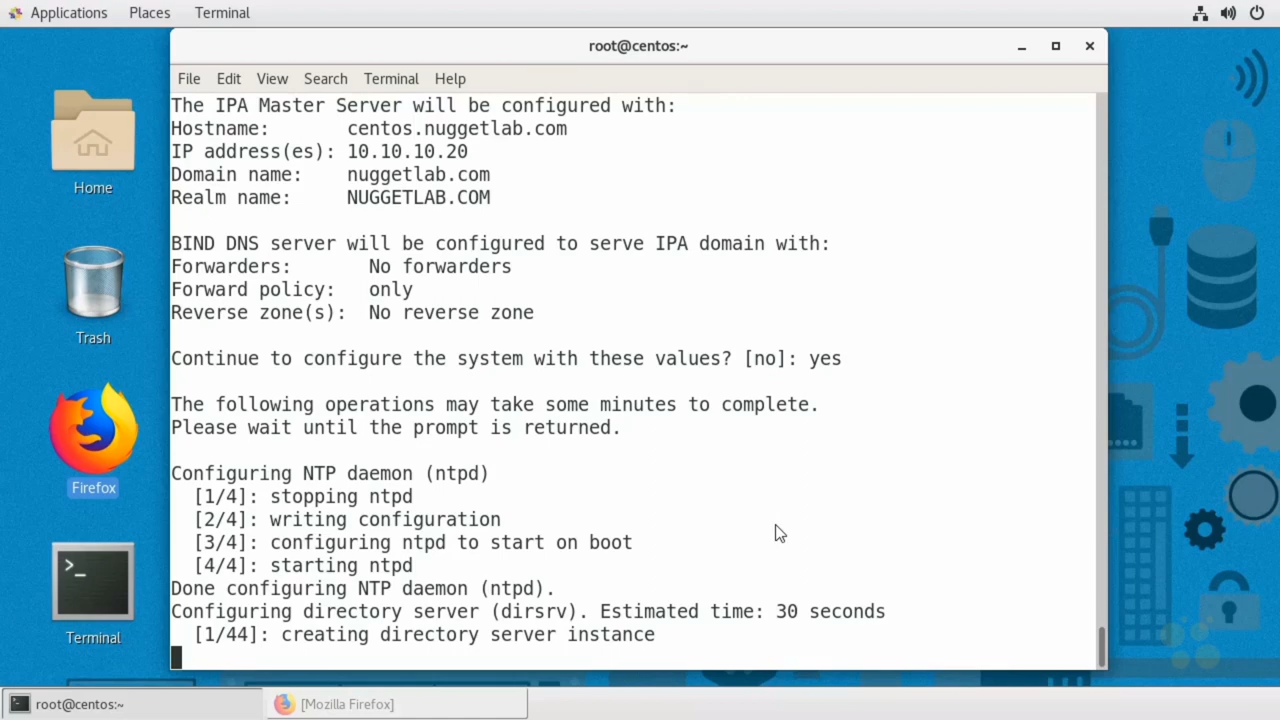 Applications Places Terminal
root@centos:~
File Edit View Search Terminal Help
The IPA Master Server will be configured with:
Hostname:       centos.nuggetlab.com
IP address(es): 10.10.10.20
Domain name:    nuggetlab.com
Realm name:     NUGGETLAB.COM
BIND DNS server will be configured to serve IPA domain with:
Forwarders:       No forwarders
Forward policy:   only
Reverse zone(s):  No reverse zone
Continue to configure the system with these values? [no]: yes
The following operations may take some minutes to complete.
Please wait until the prompt is returned.
Configuring NTP daemon (ntpd)
  [1/4]: stopping ntpd
  [2/4]: writing configuration
  [3/4]: configuring ntpd to start on boot
  [4/4]: starting ntpd
Done configuring NTP daemon (ntpd).
Configuring directory server (dirsrv). Estimated time: 30 seconds
  [1/44]: creating directory server instance
Home
Trash
Firefox
>_
Terminal
root@centos:~
[Mozilla Firefox]